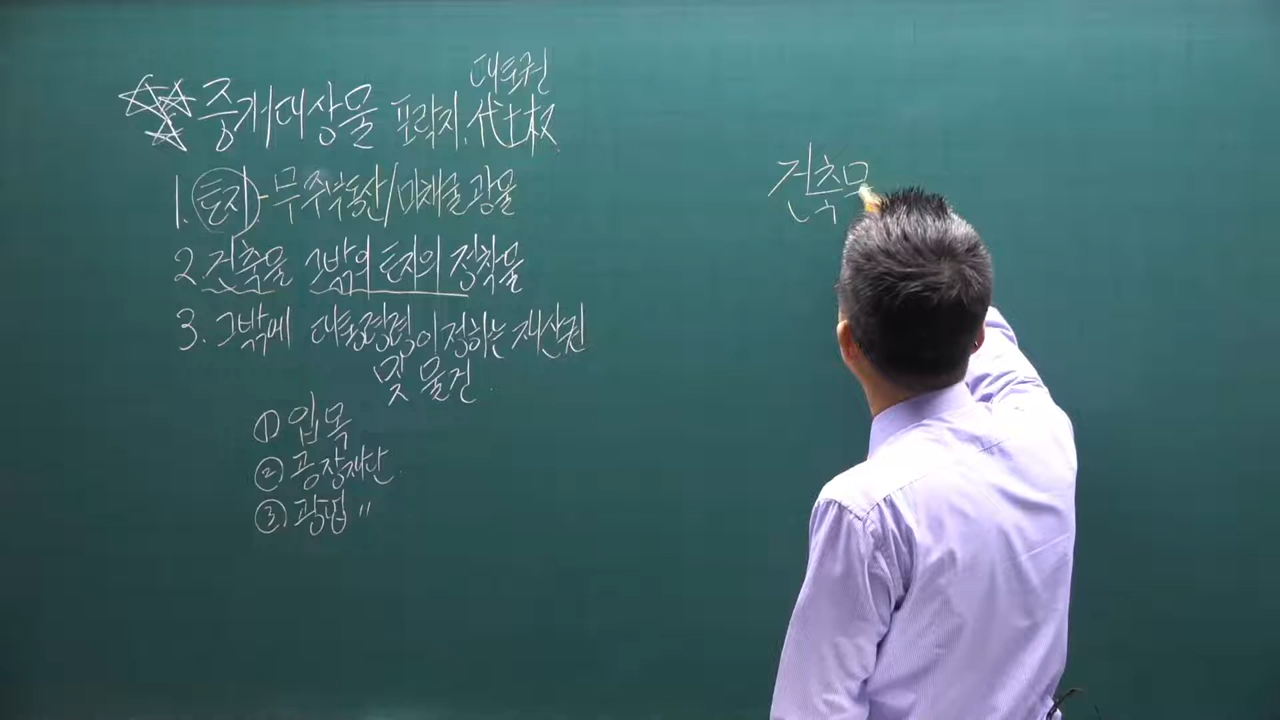 대토권
중개대상물 포락지, 代土权
1. 토지 - 무주부동산/미채굴광물
2. 건축물 그밖의 토지의 정착물
3. 그밖에 대통령령이 정하는 재산권
및 물건.
① 입목
② 공장재단.
③ 광업 〃
건축무